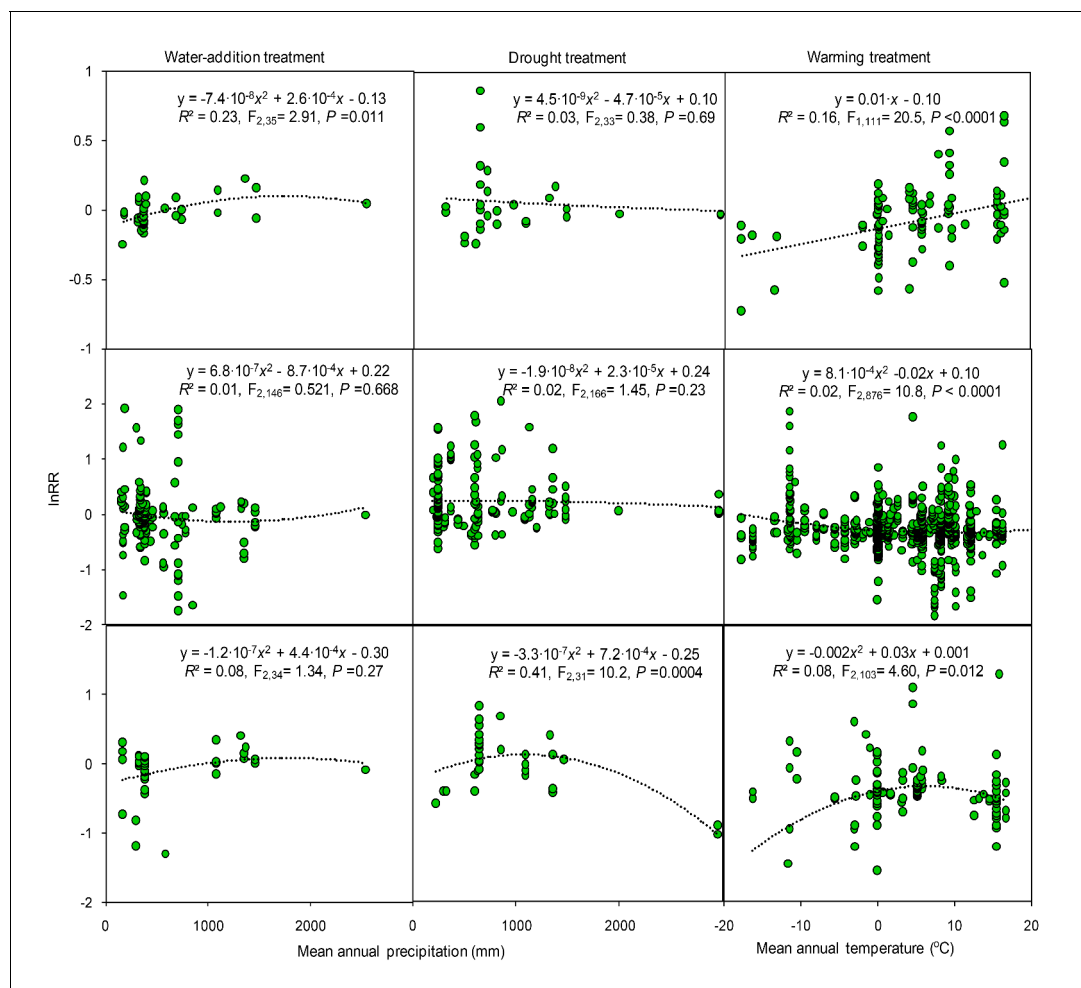 Water-addition treatment Drought treatment Warming treatment
1
y = -7.4·10-8x2 + 2.6·10-4x - 0.13
R² = 0.23, F2,35= 2.91, P =0.011
y = 4.5·10-9x2 - 4.7·10-5x + 0.10
R² = 0.03, F2,33= 0.38, P =0.69
y = 0.01·x - 0.10
R² = 0.16, F1,111= 20.5, P <0.0001
0.5
0
-0.5
-1
y = 6.8·10-7x2 - 8.7·10-4x + 0.22
R² = 0.01, F2,146= 0.521, P =0.668
y = -1.9·10-8x2 + 2.3·10-5x + 0.24
R² = 0.02, F2,166= 1.45, P =0.23
y = 8.1·10-4x2 -0.02x + 0.10
R² = 0.02, F2,876= 10.8, P < 0.0001
2
1
lnRR
0
-1
-2
y = -1.2·10-7x2 + 4.4·10-4x - 0.30
R² = 0.08, F2,34= 1.34, P =0.27
y = -3.3·10-7x2 + 7.2·10-4x - 0.25
R² = 0.41, F2,31= 10.2, P =0.0004
y = -0.002x2 + 0.03x + 0.001
R² = 0.08, F2,103= 4.60, P =0.012
1
0
-1
-2
0 1000 2000 0 1000 2000 -20 -10 0 10 20
Mean annual precipitation (mm) Mean annual temperature (oC)